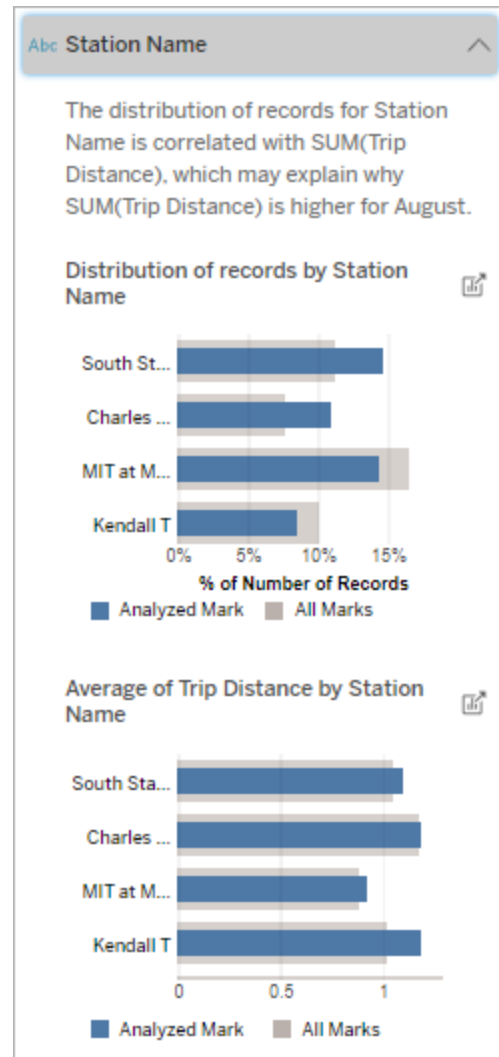 Abc Station Name
The distribution of records for Station
Name is correlated with SUM(Trip
Distance), which may explain why
SUM(Trip Distance) is higher for August.
Distribution of records by Station
Name
South St...
Charles ...
MIT at M...
Kendall T
0% 5% 10% 15%
% of Number of Records
Analyzed Mark All Marks
Average of Trip Distance by Station
Name
South Sta...
Charles ...
MIT at M...
Kendall T
0 0.5 1
Analyzed Mark All Marks